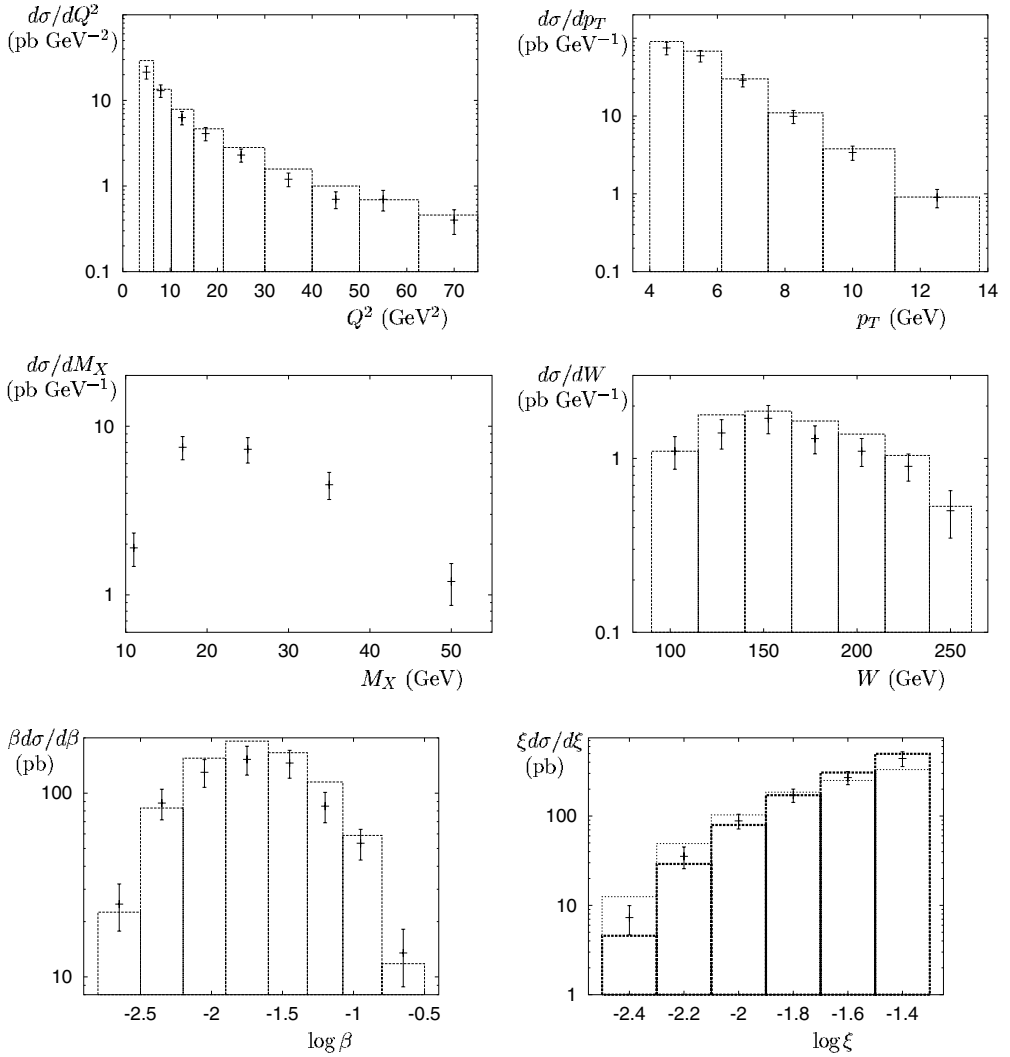 dσ/dQ²
(pb GeV⁻²)
10
1
0.1
0 10 20 30 40 50 60 70
Q² (GeV²)
dσ/dp_T
(pb GeV⁻¹)
10
1
0.1
4 6 8 10 12 14
p_T (GeV)
dσ/dM_X
(pb GeV⁻¹)
10
1
10 20 30 40 50
M_X (GeV)
dσ/dW
(pb GeV⁻¹)
1
0.1
100 150 200 250
W (GeV)
βdσ/dβ
(pb)
100
10
-2.5 -2 -1.5 -1 -0.5
log β
ξdσ/dξ
(pb)
100
10
1
-2.4 -2.2 -2 -1.8 -1.6 -1.4
log ξ